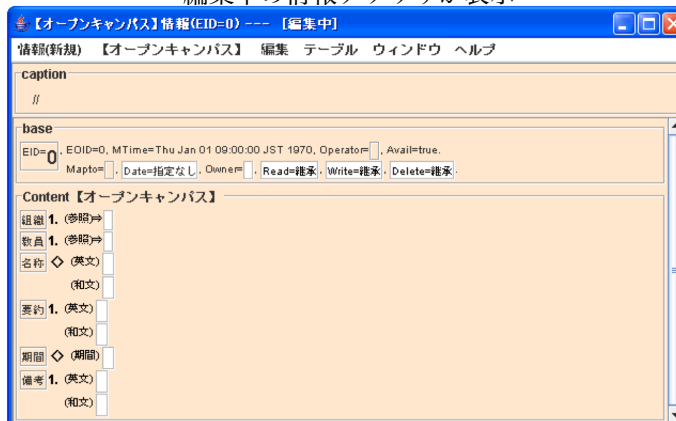 編集中の情報タブラウが表示
【オープンキャンパス】情報(EID=0) --- [編集中]
情報(新規) 【オープンキャンパス】 編集 テーブル ウィンドウ ヘルプ
caption
//
base
EID=0, EOID=0, MTime=Thu Jan 01 09:00:00 JST 1970, Operator= , Avail=true.
Mapto= , Date=指定なし, Owner= , Read=継承, Write=継承, Delete=継承.
Content【オープンキャンパス】
組織 1. (参照)⇒
教員 1. (参照)⇒
名称 ◇ (英文)
(和文)
要約 1. (英文)
(和文)
期間 ◇ (期間)
備考 1. (英文)
(和文)